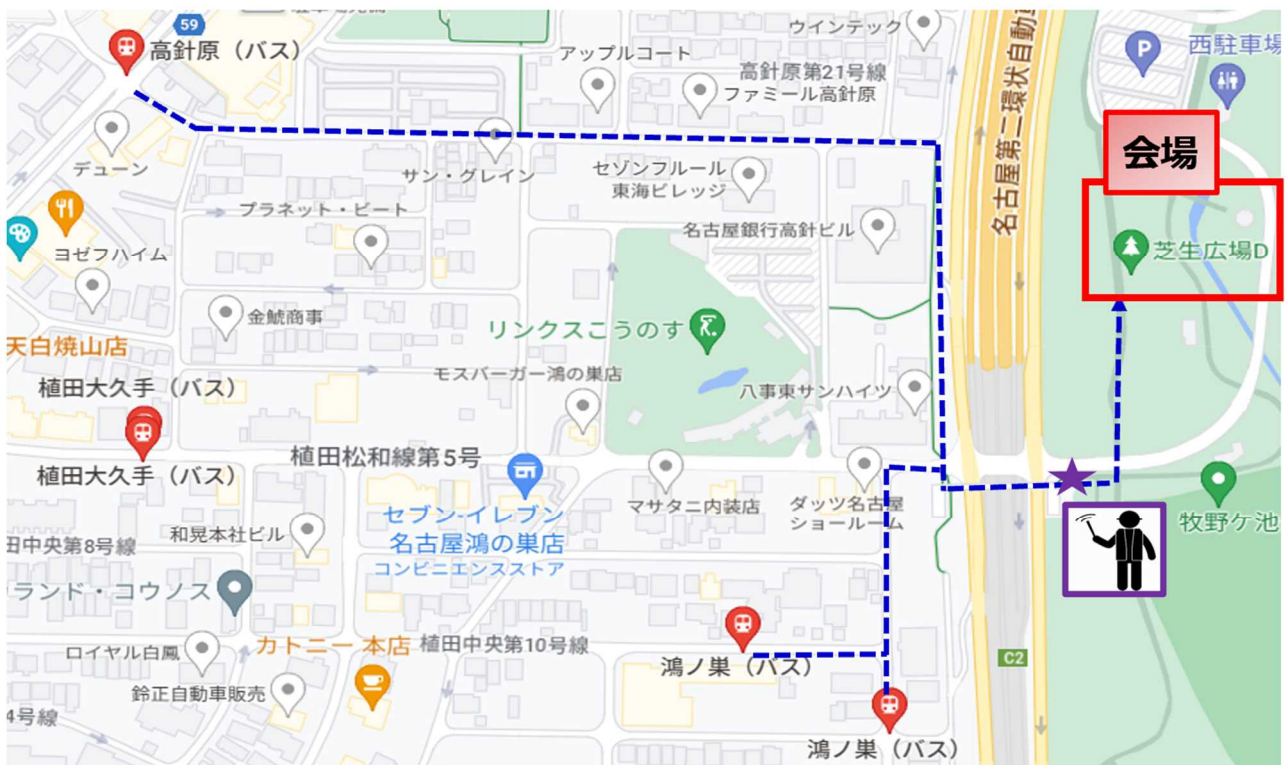 59
高針原（バス）
ウインテック
西駐車場
アップルコート
高針原第21号線
ファミール高針原
名古屋第二環状自動
会場
デューン
サン・グレイン
セゾンフルール
東海ビレッジ
プラネット・ビート
名古屋銀行高針ビル
芝生広場D
ヨゼフハイム
金鯱商事
リンクスこうのす
天白焼山店
モスバーガー鴻の巣店
植田大久手（バス）
八事東サンハイツ
植田松和線第5号
植田大久手（バス）
マサタニ内装店
ダッツ名古屋
ショールーム
セブン-イレブン
名古屋鴻の巣店
コンビニエンスストア
牧野ケ池
和晃本社ビル
田中央第8号線
ランド・コウノス
カトニー 本店
植田中央第10号線
ロイヤル白鳳
鴻ノ巣（バス）
C2
鈴正自動車販売
4号線
鴻ノ巣（バス）